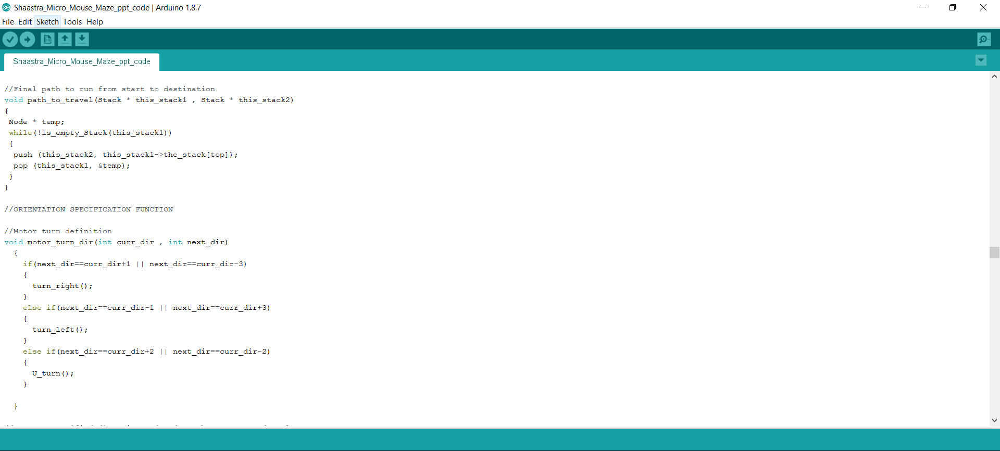 Shaastra_Micro_Mouse_Maze_ppt_code | Arduino 1.8.7
File Edit Sketch Tools Help
Shaastra_Micro_Mouse_Maze_ppt_code
//Final path to run from start to destination
void path_to_travel(Stack * this_stack1 , Stack * this_stack2)
{
Node * temp;
while(!is_empty_Stack(this_stack1))
{
push (this_stack2, this_stack1->the_stack[top]);
pop (this_stack1, &temp);
}
}
//ORIENTATION SPECIFICATION FUNCTION
//Motor turn definition
void motor_turn_dir(int curr_dir , int next_dir)
{
if(next_dir==curr_dir+1 || next_dir==curr_dir-3)
{
turn_right();
}
else if(next_dir==curr_dir-1 || next_dir==curr_dir+3)
{
turn_left();
}
else if(next_dir==curr_dir+2 || next_dir==curr_dir-2)
{
U_turn();
}
}